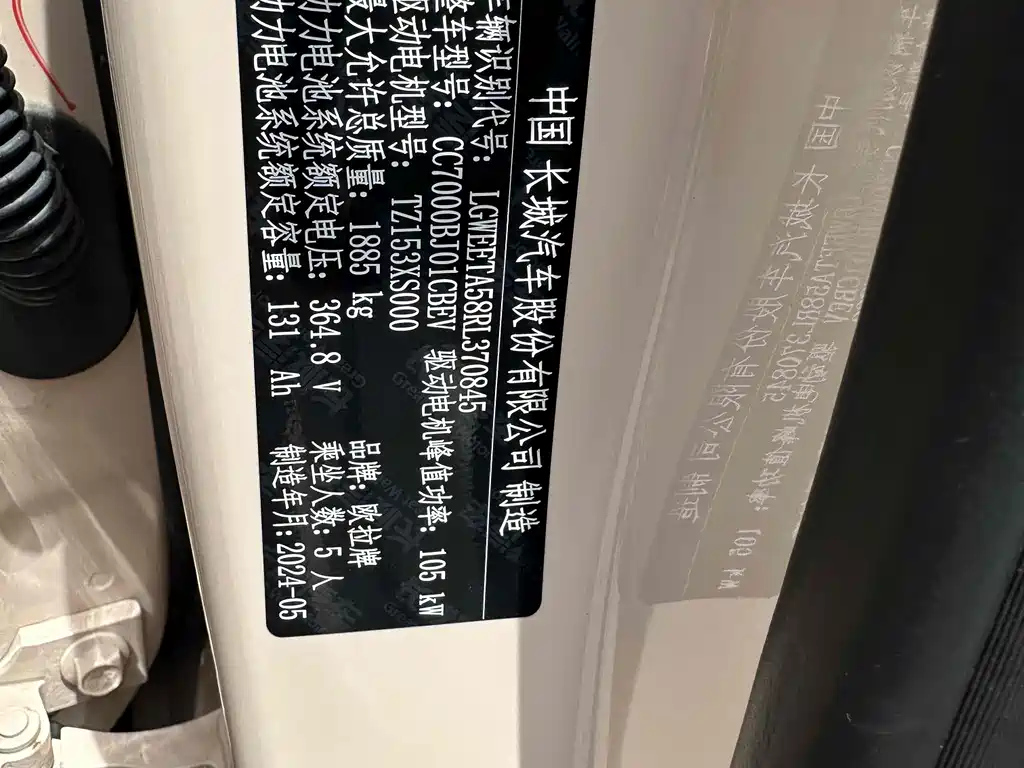 中国 长城汽车股份有限公司 制造
车辆识别代号: LGWEETA58RL370845
整车型号: CC7000BJ01CBEV 驱动电机峰值功率: 105 kW
驱动电机型号: TZ153XS000
最大允许总质量: 1885 kg 品牌: 欧拉牌
动力电池系统额定电压: 364.8 V 乘坐人数: 5 人
动力电池系统额定容量: 131 Ah 制造年月: 2024-05